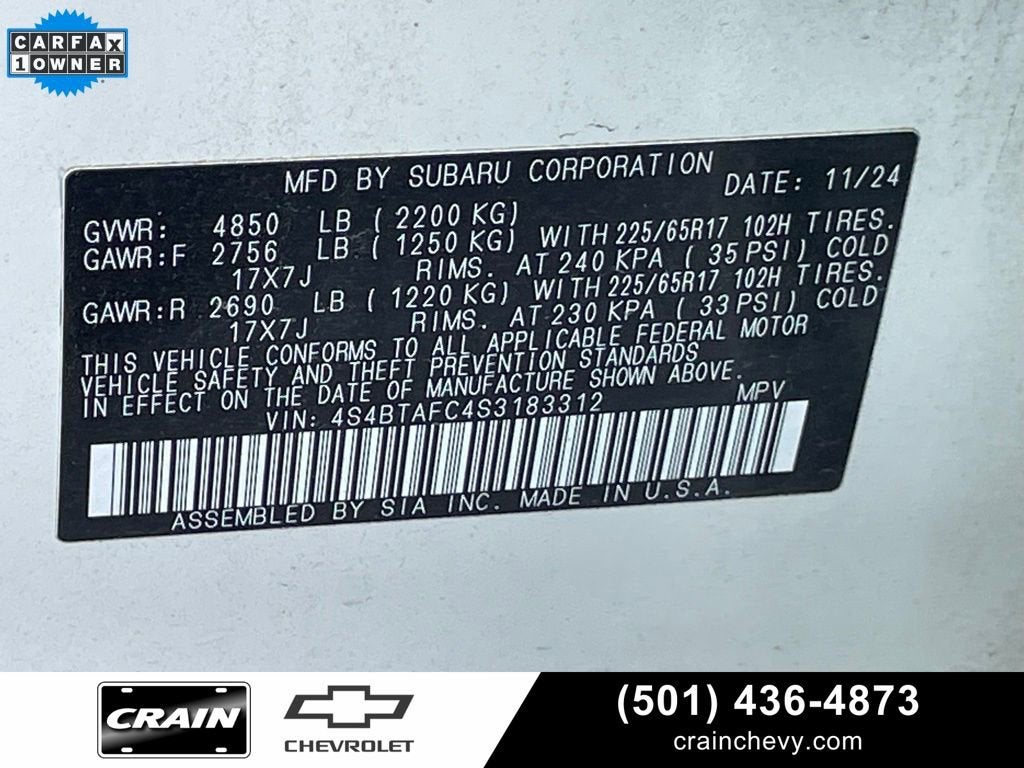 CARFAX
1 OWNER
MFD BY SUBARU CORPORATION DATE: 11/24
GVWR: 4850 LB ( 2200 KG)
GAWR:F 2756 LB ( 1250 KG) WITH 225/65R17 102H TIRES.
17X7J RIMS. AT 240 KPA ( 35 PSI) COLD
GAWR:R 2690 LB ( 1220 KG) WITH 225/65R17 102H TIRES.
17X7J RIMS. AT 230 KPA ( 33 PSI) COLD
THIS VEHICLE CONFORMS TO ALL APPLICABLE FEDERAL MOTOR
VEHICLE SAFETY AND THEFT PREVENTION STANDARDS
IN EFFECT ON THE DATE OF MANUFACTURE SHOWN ABOVE.
VIN: 4S4BTAFC4S3183312 MPV
ASSEMBLED BY SIA INC. MADE IN U.S.A.
CRAIN
CHEVROLET
(501) 436-4873
crainchevy.com